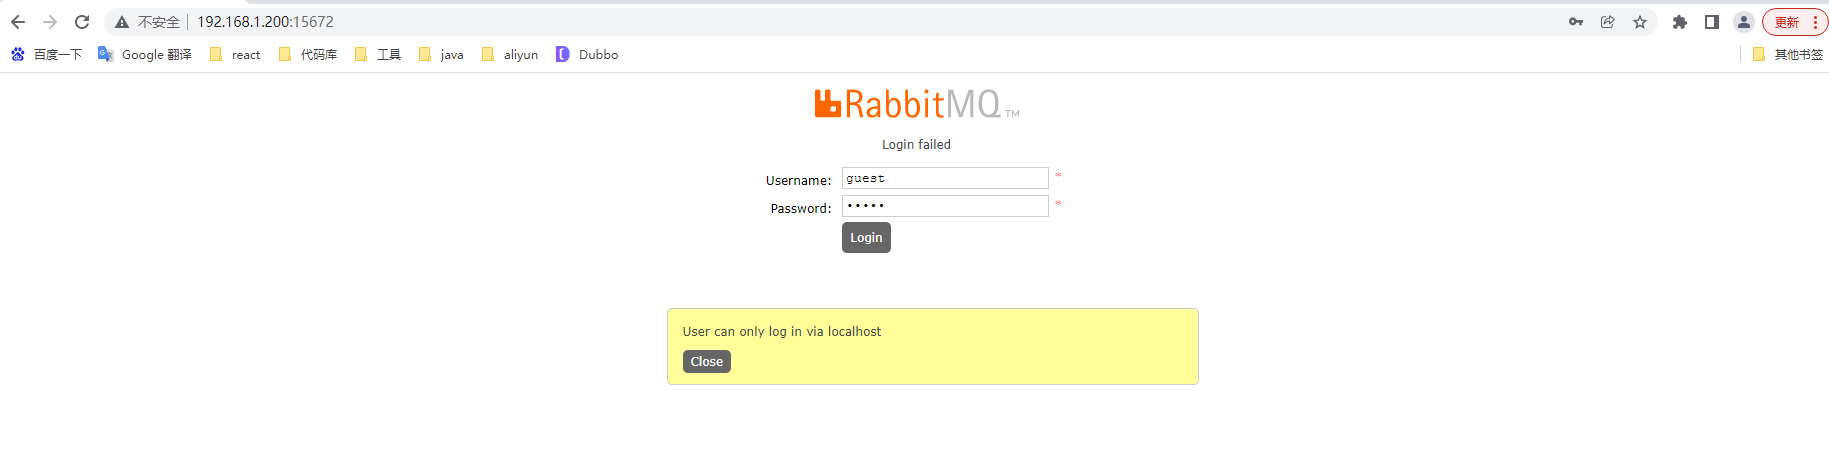 不安全 192.168.1.200:15672 更新
百度一下 Google 翻译 react 代码库 工具 java aliyun Dubbo 其他书签
RabbitMQ TM
Login failed
Username: guest *
Password: ••••• *
Login
User can only log in via localhost
Close